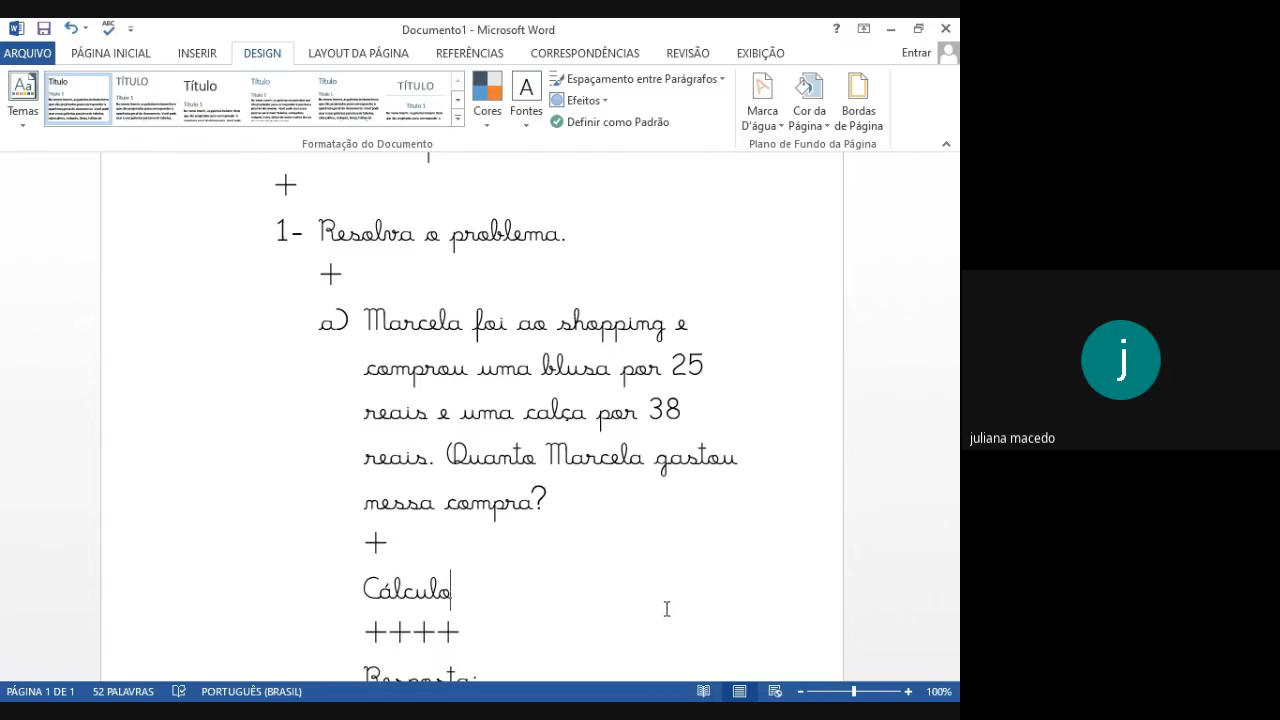 Documento1 - Microsoft Word
ABC
?
ARQUIVO PÁGINA INICIAL INSERIR DESIGN LAYOUT DA PÁGINA REFERÊNCIAS CORRESPONDÊNCIAS REVISÃO EXIBIÇÃO Entrar
Título TÍTULO Título Título Título TÍTULO
Temas
Cores
Fontes
Espaçamento entre Parágrafos
Efeitos
Definir como Padrão
Marca D'água
Cor da Página
Bordas de Página
Formatação do Documento
Plano de Fundo da Página
+
1- Resolva o problema.
+
a) Marcela foi ao shopping e
comprou uma blusa por 25
reais e uma calça por 38
reais. Quanto Marcela gastou
nessa compra?
+
Cálculo
++++
Resposta:
j
juliana macedo
PÁGINA 1 DE 1 52 PALAVRAS PORTUGUÊS (BRASIL) 100%